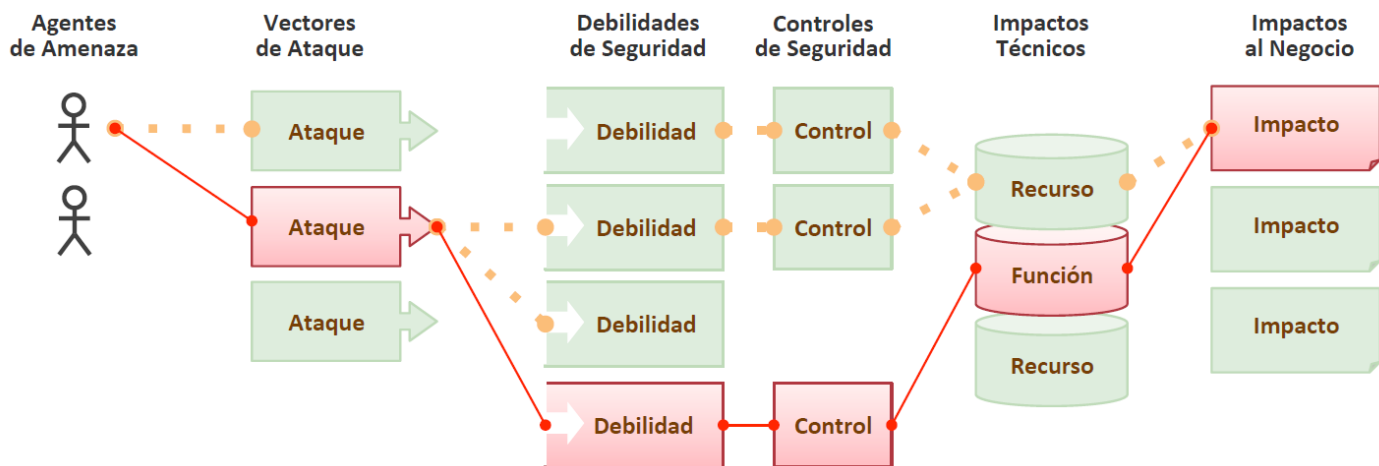 Agentes
de Amenaza
Vectores
de Ataque
Debilidades
de Seguridad
Controles
de Seguridad
Impactos
Técnicos
Impactos
al Negocio
Ataque
Debilidad
Control
Impacto
Recurso
Ataque
Debilidad
Control
Impacto
Función
Ataque
Debilidad
Impacto
Recurso
Debilidad
Control